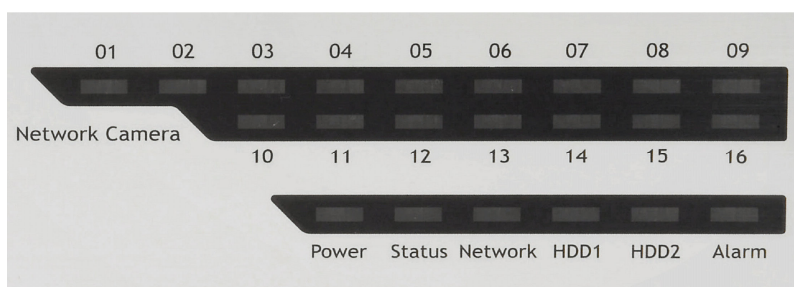 01 02 03 04 05 06 07 08 09
Network Camera
10 11 12 13 14 15 16
Power Status Network HDD1 HDD2 Alarm